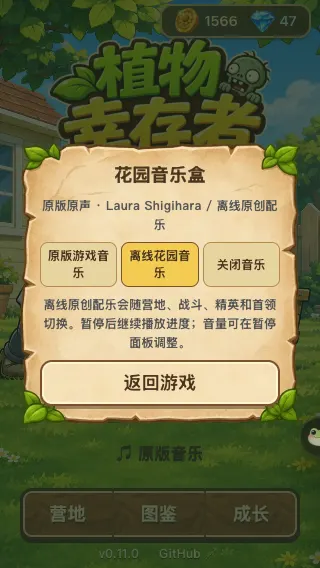 1566 47
植物
幸存者
花园音乐盒
原版原声 · Laura Shigihara / 离线原创配
乐
原版游戏音
乐
离线花园音
乐
关闭音乐
离线原创配乐会随营地、战斗、精英和首领
切换。暂停后继续播放进度；音量可在暂停
面板调整。
返回游戏
🎵 原版音乐
营地 图鉴 成长
v0.11.0 GitHub